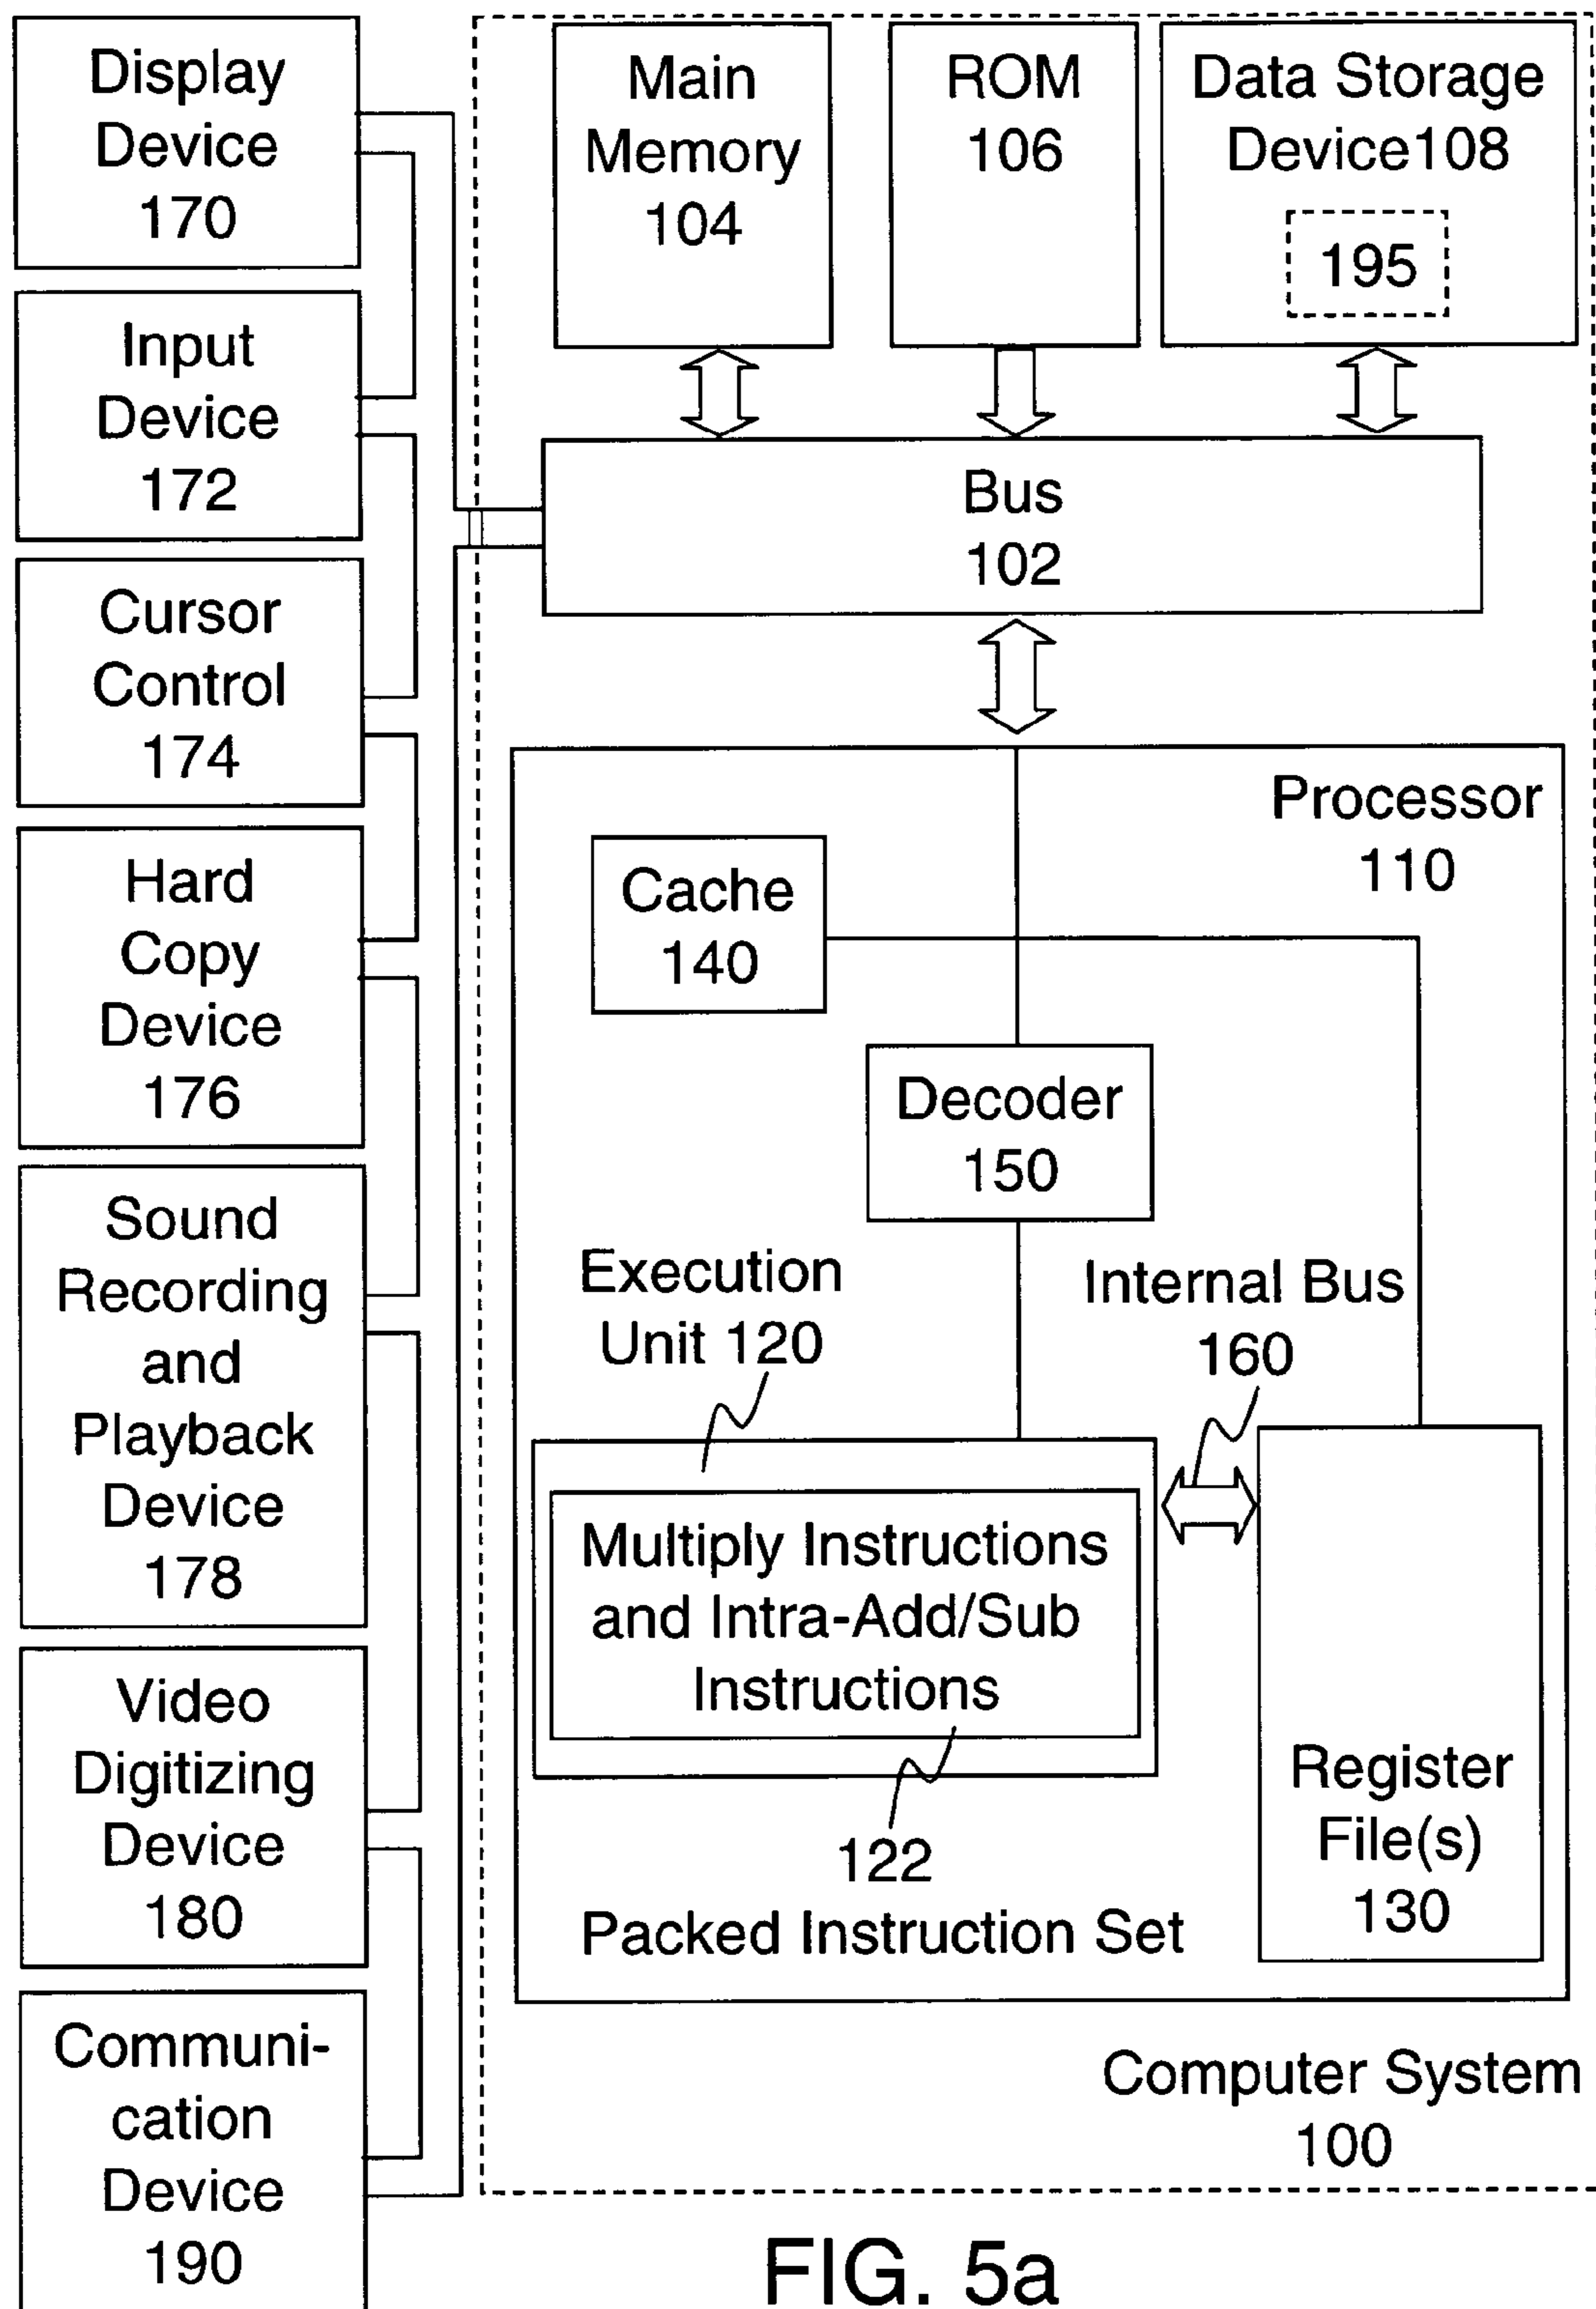 Display
Device
170
Input
Device
172
Cursor
Control
174
Hard
Copy
Device
176
Sound
Recording
and
Playback
Device
178
Video
Digitizing
Device
180
Communi-
cation
Device
190
Main
Memory
104
ROM
106
Data Storage
Device108
195
Bus
102
Processor
110
Cache
140
Decoder
150
Execution
Unit 120
Internal Bus
160
Multiply Instructions
and Intra-Add/Sub
Instructions
122
Packed Instruction Set
Register
File(s)
130
Computer System
100
FIG. 5a